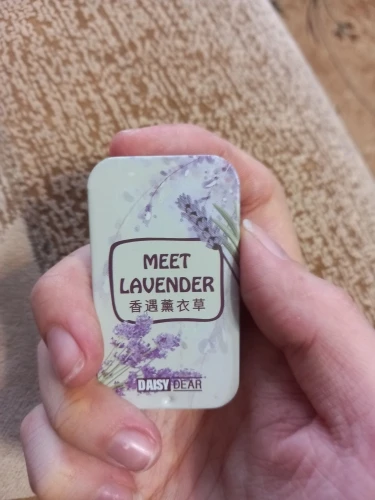 MEET
LAVENDER
香遇薰衣草
DAISY DEAR